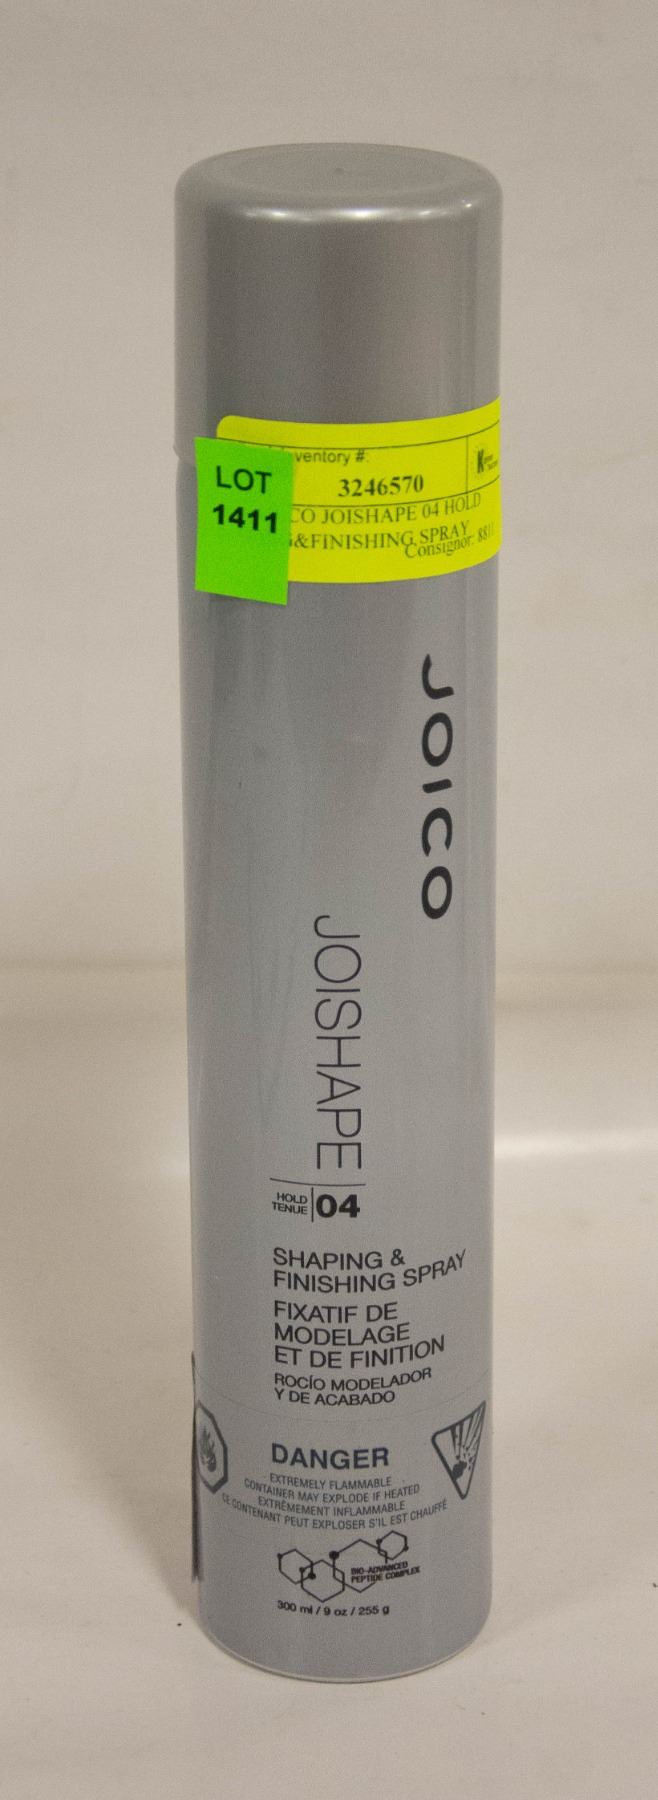 LOT
1411
ventory #:
3246570
CO JOISHAPE 04 HOLD
&FINISHING SPRAY
Consignor: 881
JOICO
JOISHAPE
HOLD
TENUE
04
SHAPING &
FINISHING SPRAY
FIXATIF DE
MODELAGE
ET DE FINITION
ROCÍO MODELADOR
Y DE ACABADO
DANGER
EXTREMELY FLAMMABLE
CONTAINER MAY EXPLODE IF HEATED
EXTRÊMEMENT INFLAMMABLE
CE CONTENANT PEUT EXPLOSER S'IL EST CHAUFFÉ
BIO-ADVANCED
PEPTIDE COMPLEX
300 ml / 9 oz / 255 g